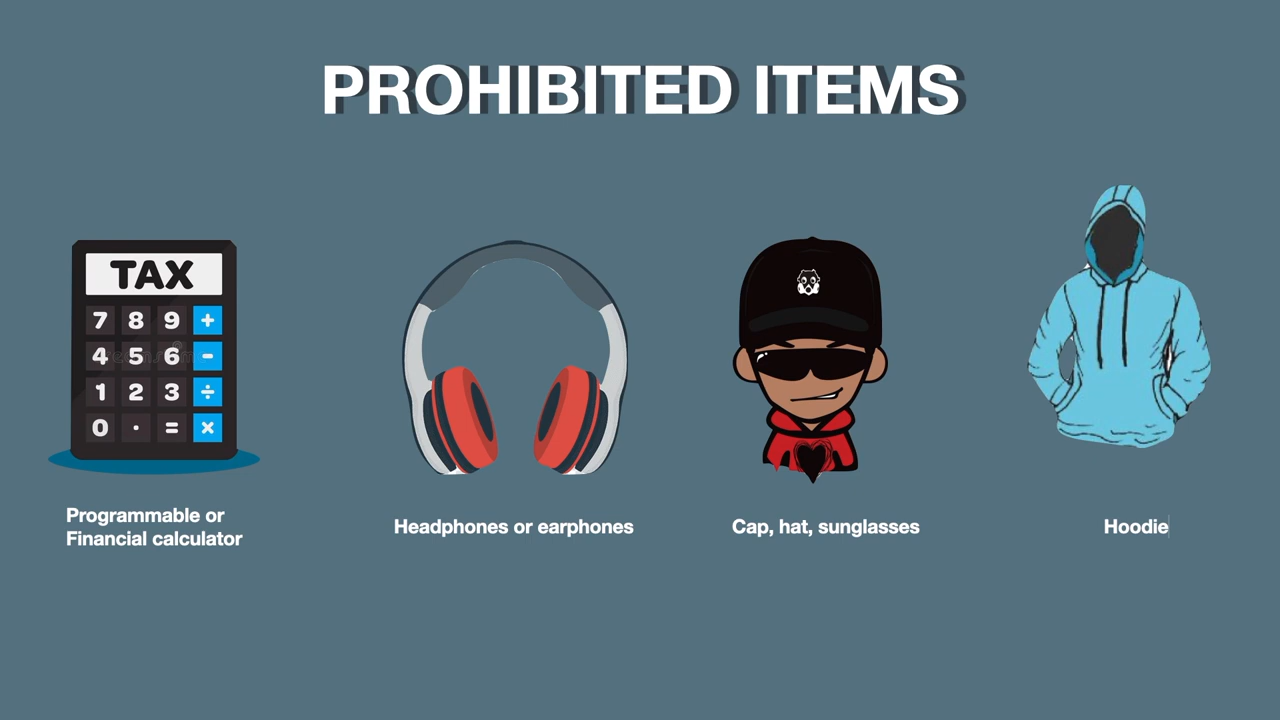 PROHIBITED ITEMS
TAX
7 8 9 +
4 5 6 -
1 2 3 ÷
0 . = ×
Programmable or
Financial calculator
Headphones or earphones
Cap, hat, sunglasses
Hoodie